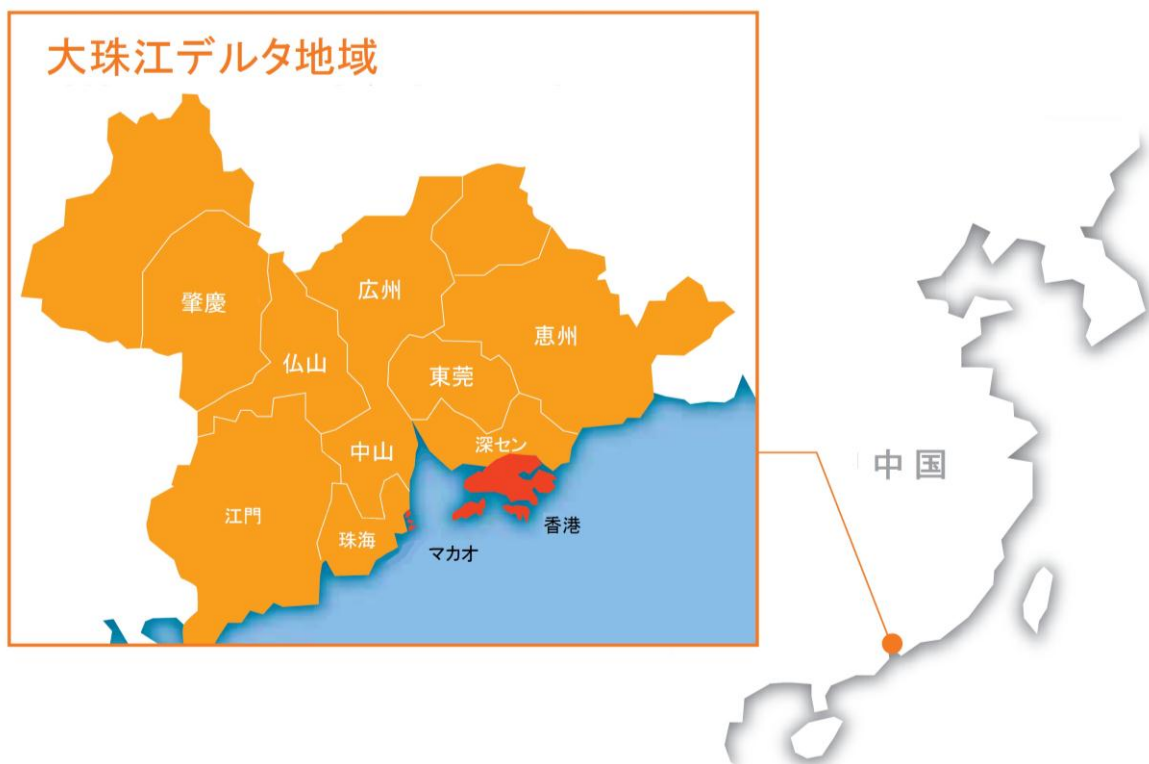 大珠江デルタ地域
広州
肇慶
恵州
仏山
東莞
中山
深セン
江門
珠海
香港
マカオ
中国